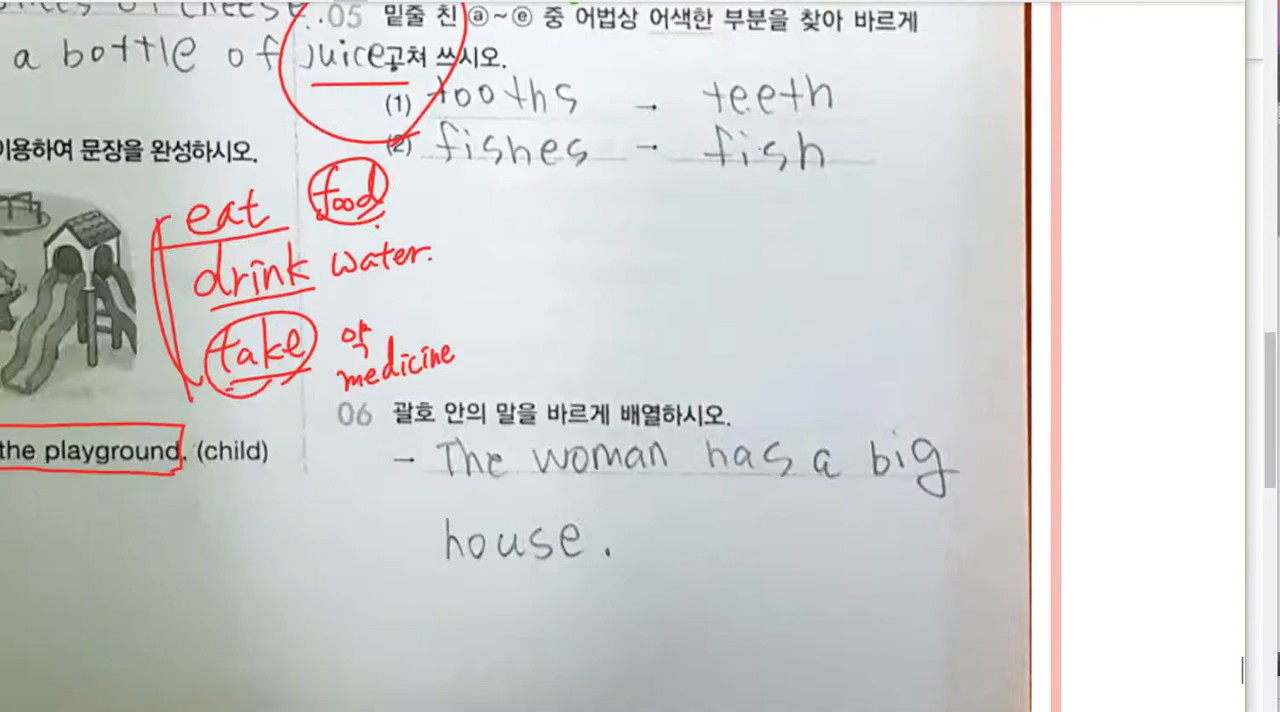 a bottle of juice
이용하여 문장을 완성하시오.
eat food
drink water.
take 약
medicine
the playground. (child)
05 밑줄 친 ⓐ~ⓔ 중 어법상 어색한 부분을 찾아 바르게
고쳐 쓰시오.
(1) tooths → teeth
(2) fishes → fish
06 괄호 안의 말을 바르게 배열하시오.
→ The woman has a big
house.